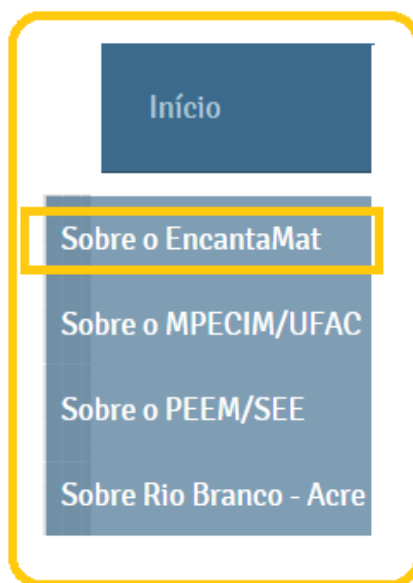 Início
Sobre o EncantaMat
Sobre o MPECIM/UFAC
Sobre o PEEM/SEE
Sobre Rio Branco - Acre